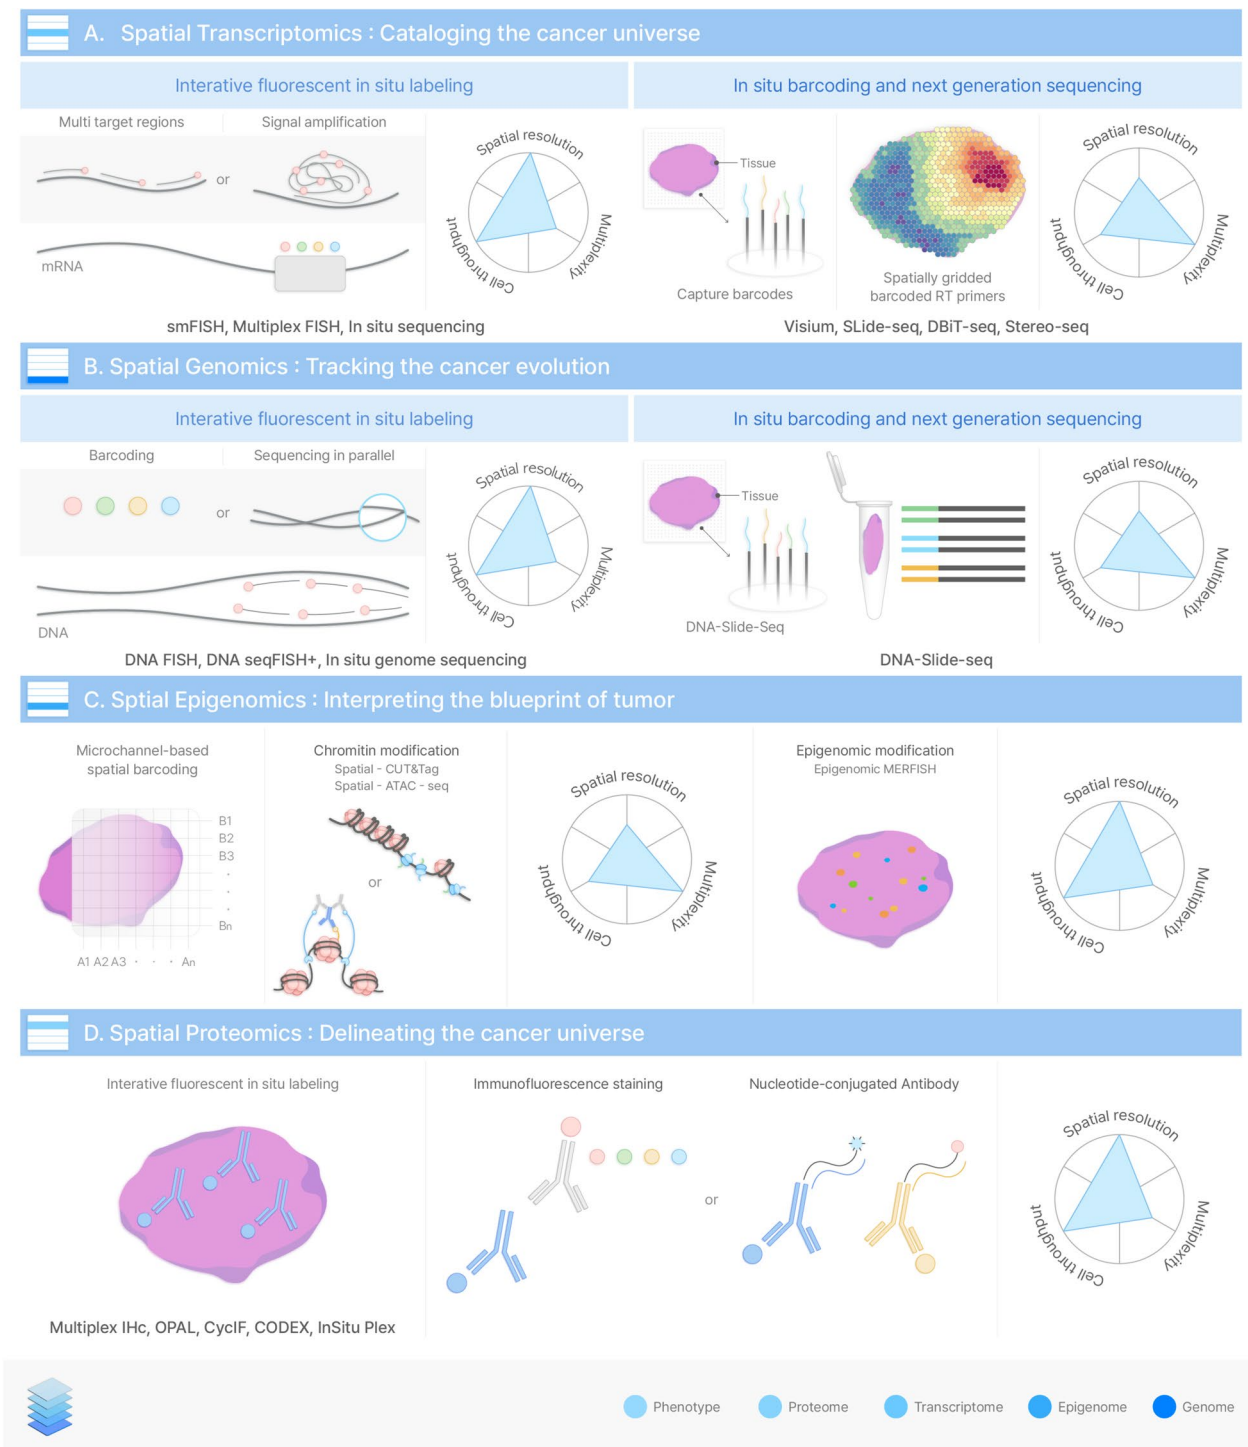 A. Spatial Transcriptomics : Cataloging the cancer universe
Interative fluorescent in situ labeling
In situ barcoding and next generation sequencing
Multi target regions
Signal amplification
or
mRNA
Spatial resolution
Multiplexity
Cell throughput
smFISH, Multiplex FISH, In situ sequencing
Tissue
Capture barcodes
Spatially gridded
barcoded RT primers
Spatial resolution
Multiplexity
Cell throughput
Visium, SLide-seq, DBiT-seq, Stereo-seq
B. Spatial Genomics : Tracking the cancer evolution
Interative fluorescent in situ labeling
In situ barcoding and next generation sequencing
Barcoding
Sequencing in parallel
or
DNA
Spatial resolution
Multiplexity
Cell throughput
DNA FISH, DNA seqFISH+, In situ genome sequencing
Tissue
DNA-Slide-Seq
Spatial resolution
Multiplexity
Cell throughput
DNA-Slide-seq
C. Sptial Epigenomics : Interpreting the blueprint of tumor
Microchannel-based
spatial barcoding
B1
B2
B3
·
·
·
Bn
A1 A2 A3 · · · An
Chromitin modification
Spatial - CUT&Tag
Spatial - ATAC - seq
or
Spatial resolution
Multiplexity
Cell throughput
Epigenomic modification
Epigenomic MERFISH
Spatial resolution
Multiplexity
Cell throughput
D. Spatial Proteomics : Delineating the cancer universe
Interative fluorescent in situ labeling
Multiplex IHc, OPAL, CycIF, CODEX, InSitu Plex
Immunofluorescence staining
or
Nucleotide-conjugated Antibody
Spatial resolution
Multiplexity
Cell throughput
Phenotype
Proteome
Transcriptome
Epigenome
Genome